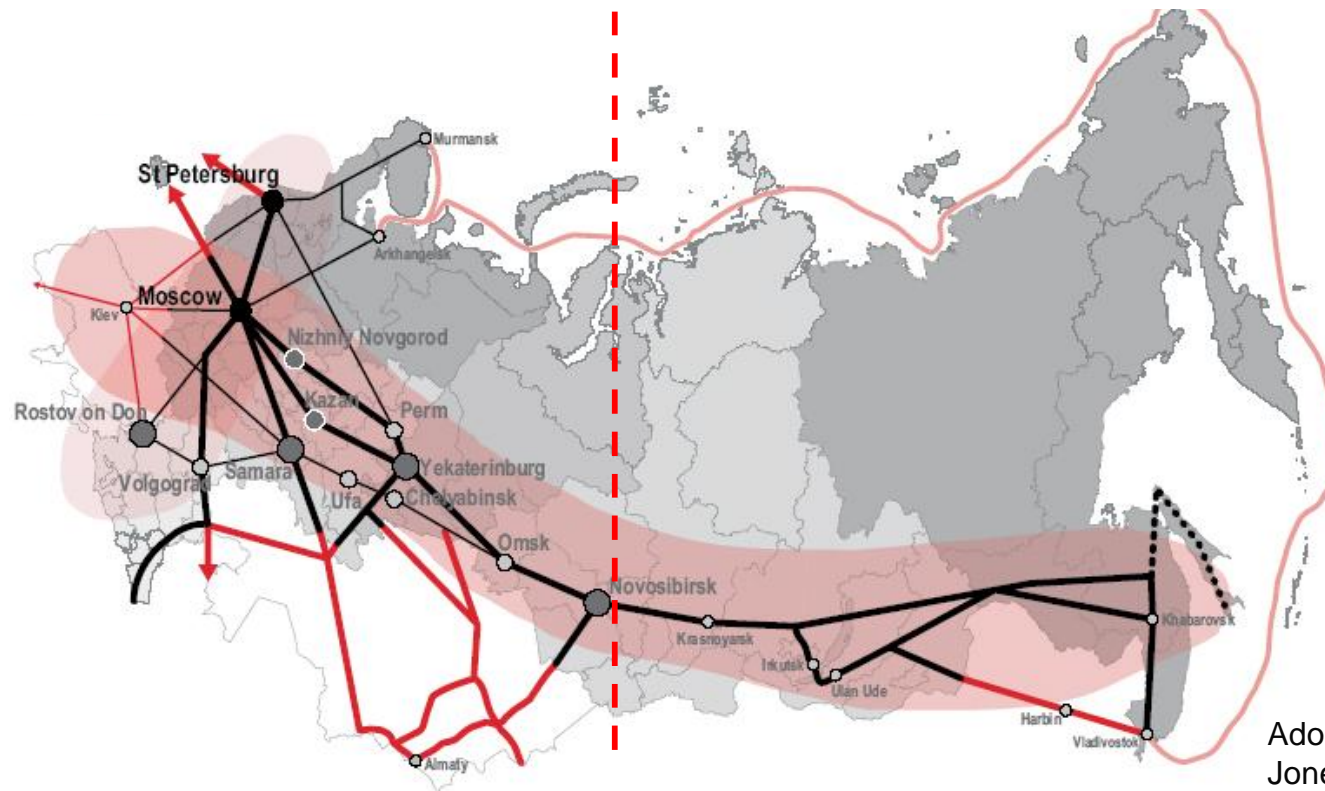 Murmansk
St Petersburg
Arkhangelsk
Moscow
Kiev
Nizhniy Novgorod
Kazan
Perm
Rostov on Don
Samara
Yekaterinburg
Volgograd
Ufa
Chelyabinsk
Omsk
Novosibirsk
Krasnoyarsk
Khabarovsk
Irkutsk
Ulan Ude
Harbin
Vladivostok
Almaty
Ado
Jone